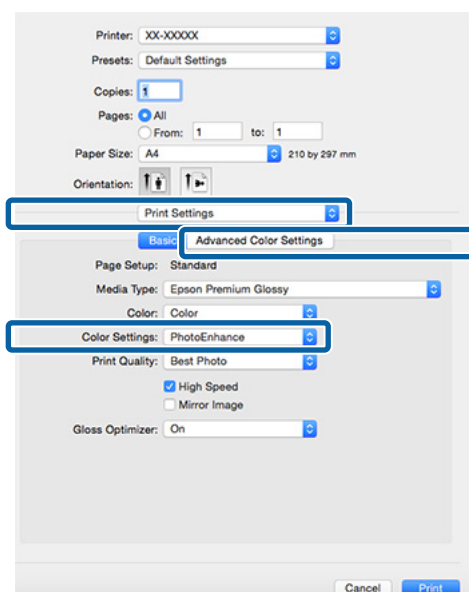 Printer: XX-XXXXX
Presets: Default Settings
Copies: 1
Pages: All
From: 1 to: 1
Paper Size: A4 210 by 297 mm
Orientation:
Print Settings
Basic Advanced Color Settings
Page Setup: Standard
Media Type: Epson Premium Glossy
Color: Color
Color Settings: PhotoEnhance
Print Quality: Best Photo
High Speed
Mirror Image
Gloss Optimizer: On
Cancel Print